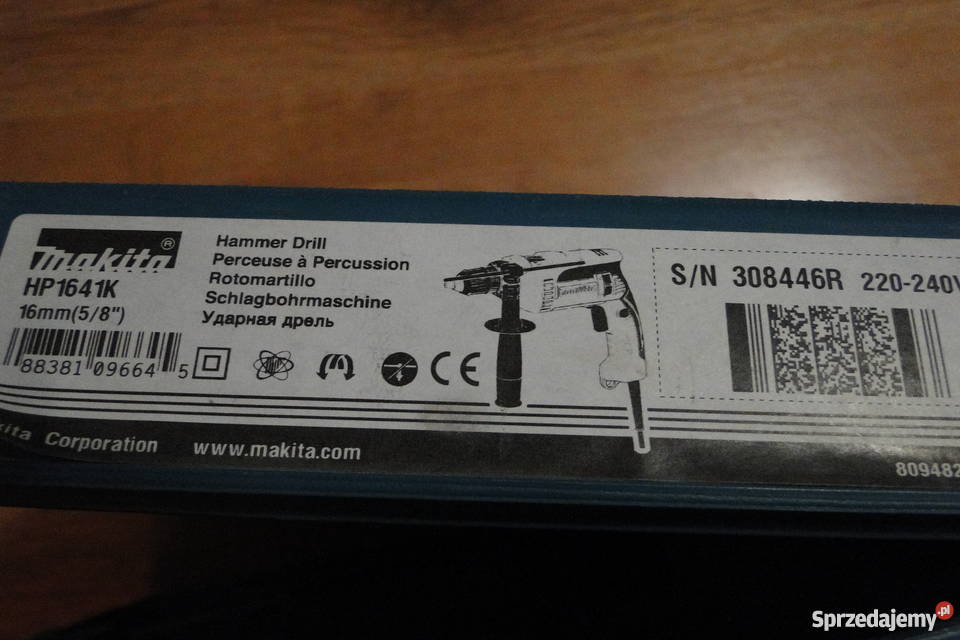 makita®
HP1641K
16mm(5/8")
88381 09664 5
Hammer Drill
Perceuse à Percussion
Rotomartillo
Schlagbohrmaschine
Ударная дрель
CE
S/N 308446R 220-240V
Corporation www.makita.com
809482
Sprzedajemy.pl